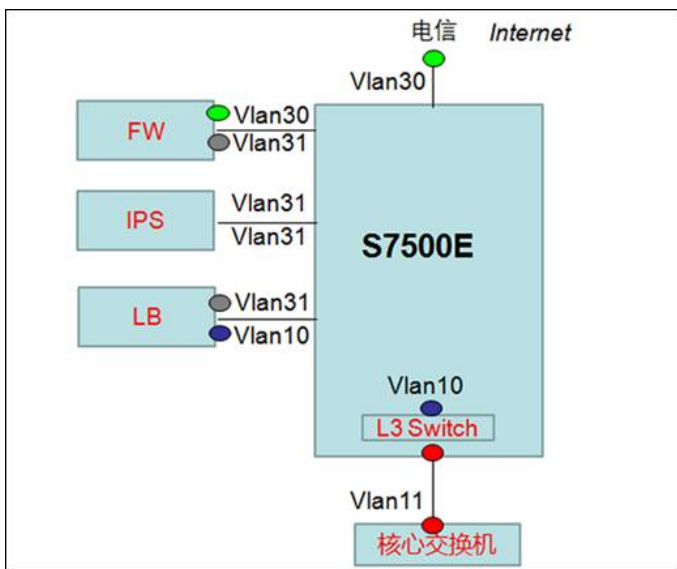 电信 Internet
Vlan30
FW
Vlan30
Vlan31
IPS
Vlan31
Vlan31
S7500E
LB
Vlan31
Vlan10
Vlan10
L3 Switch
Vlan11
核心交换机